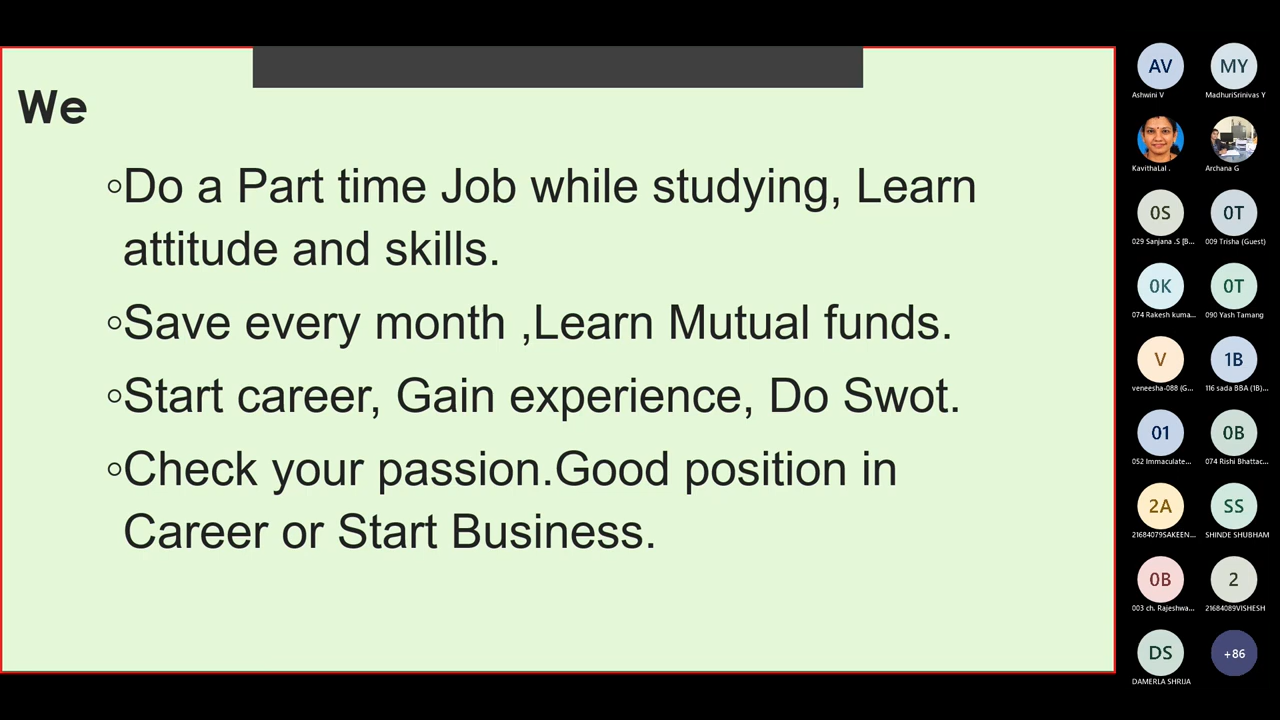 We
◦Do a Part time Job while studying, Learn
attitude and skills.
◦Save every month ,Learn Mutual funds.
◦Start career, Gain experience, Do Swot.
◦Check your passion.Good position in
Career or Start Business.
AV MY
Ashwini V MadhuriSrinivas Y
KavithaLal . Archana G
0S 0T
029 Sanjana .S [B... 009 Trisha (Guest)
0K 0T
074 Rakesh kuma... 090 Yash Tamang
V 1B
veneesha-088 (G... 116 sada BBA (1B)...
01 0B
052 Immaculate... 074 Rishi Bhattac...
2A SS
21684079SAKEEN... SHINDE SHUBHAM
0B 2
003 ch. Rajeshwa... 21684089VISHESH
DS +86
DAMERLA SHRIJA